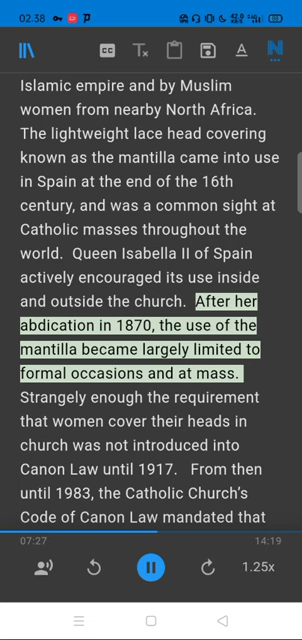 02.38
42.0
KB/S
CC
T
A
N
Islamic empire and by Muslim
women from nearby North Africa.
The lightweight lace head covering
known as the mantilla came into use
in Spain at the end of the 16th
century, and was a common sight at
Catholic masses throughout the
world.  Queen Isabella II of Spain
actively encouraged its use inside
and outside the church.  After her
abdication in 1870, the use of the
mantilla became largely limited to
formal occasions and at mass.
Strangely enough the requirement
that women cover their heads in
church was not introduced into
Canon Law until 1917.   From then
until 1983, the Catholic Church's
Code of Canon Law mandated that
07:27
14:19
1.25x